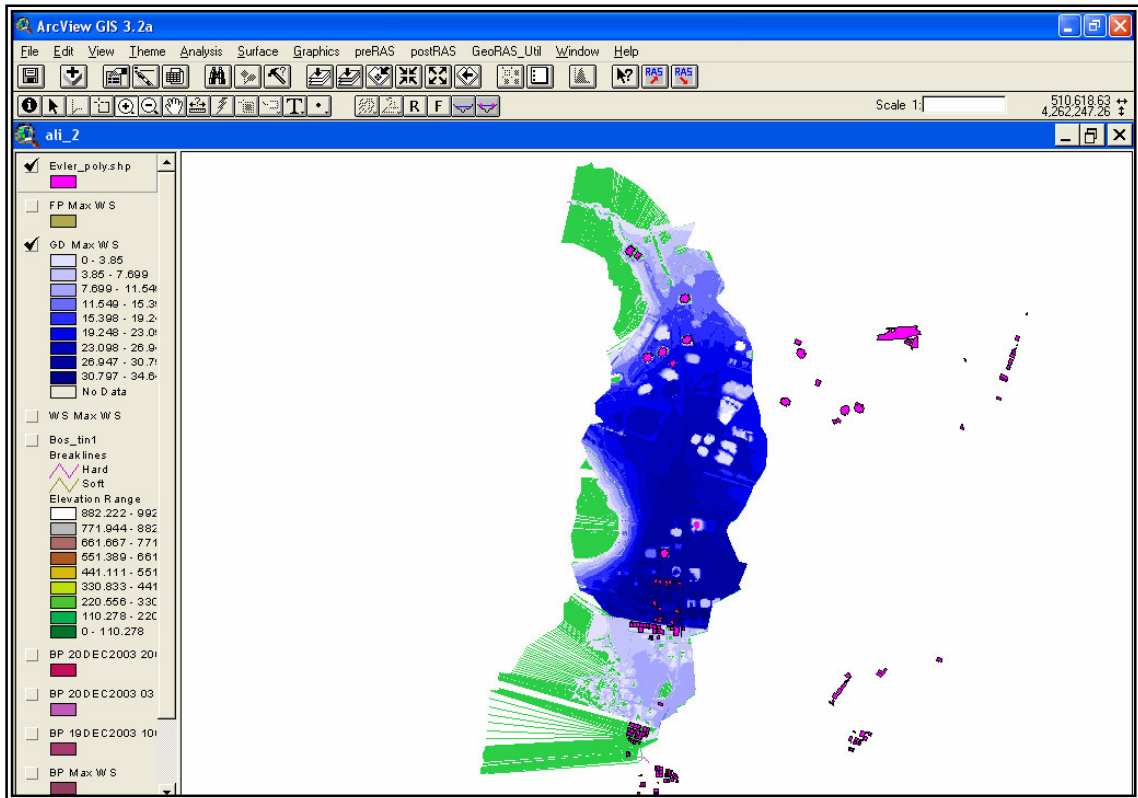 ArcView GIS 3.2a
File Edit View Theme Analysis Surface Graphics preRAS postRAS GeoRAS_Util Window Help
RAS RAS
T R F Scale 1: 510,618.63
4,262,247.26
ali_2
Evler_poly.shp
FP Max WS
GD Max WS
0 - 3.85
3.85 - 7.699
7.699 - 11.54
11.549 - 15.3
15.398 - 19.2
19.248 - 23.0
23.098 - 26.9
26.947 - 30.7
30.797 - 34.6
No Data
WS Max WS
Bos_tin1
Breaklines
Hard
Soft
Elevation Range
882.222 - 992
771.944 - 882
661.667 - 771
551.389 - 661
441.111 - 551
330.833 - 441
220.556 - 330
110.278 - 220
0 - 110.278
BP 20DEC2003 20
BP 20DEC2003 03
BP 19DEC2003 10
BP Max WS